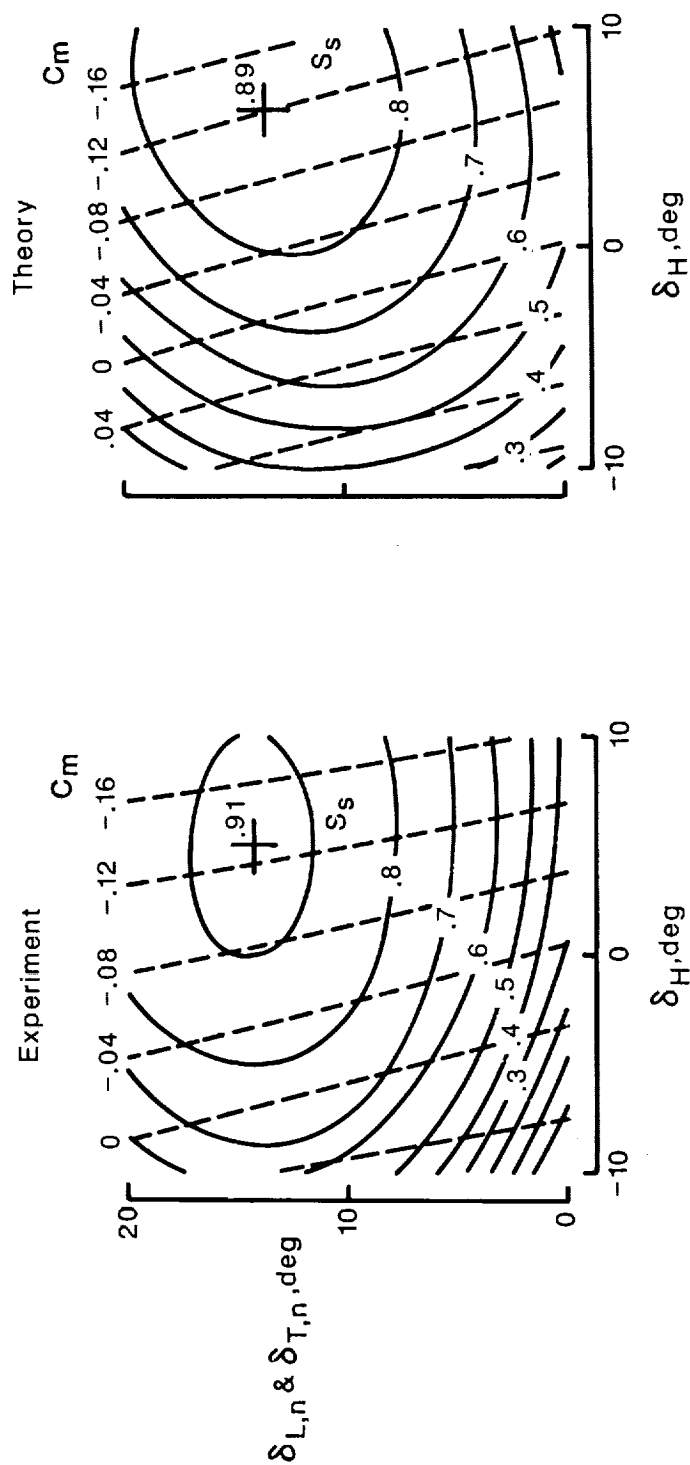 Experiment
Cm
0 -.04 -.08 -.12 -.16
.91
Ss
.8
.7
.6
.5
.4
.3
20
10
0
δL,n & δT,n,deg
-10 0 10
δH,deg
Theory
Cm
.04 0 -.04 -.08 -.12 -.16
.89
Ss
.8
.7
.6
.5
.4
.3
-10 0 10
δH,deg